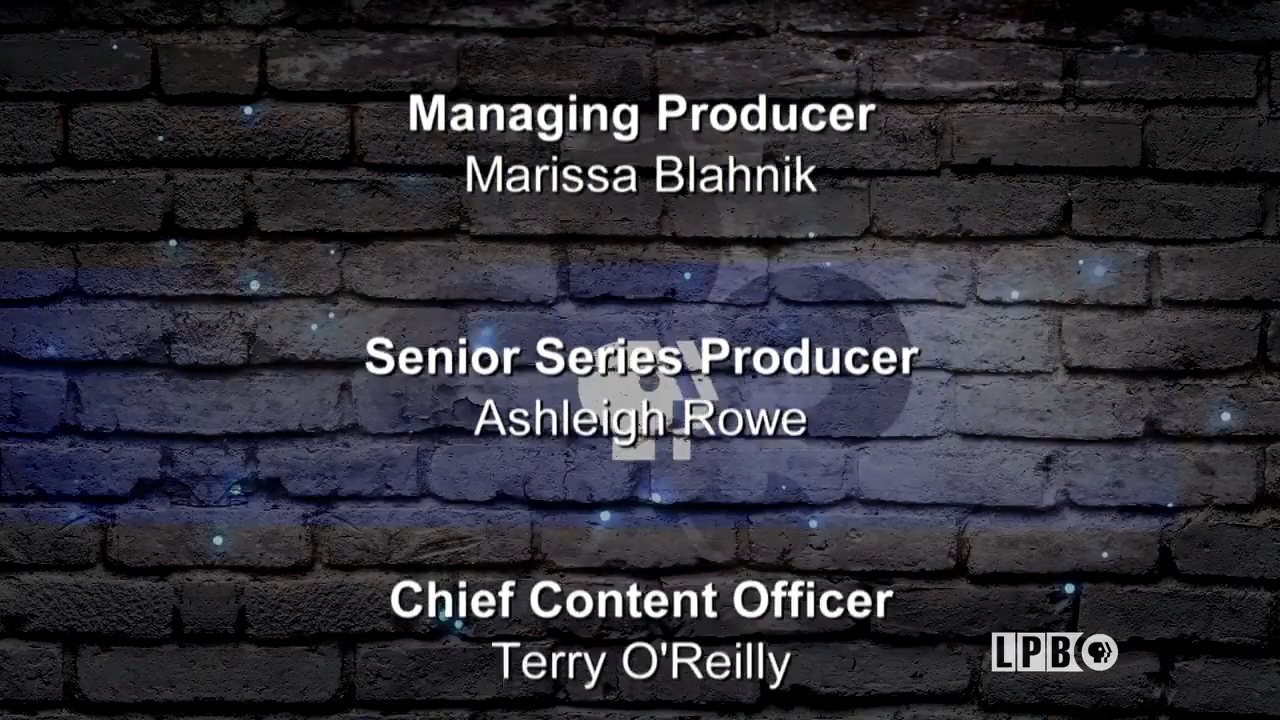 Managing Producer
Marissa Blahnik
Senior Series Producer
Ashleigh Rowe
Chief Content Officer
Terry O'Reilly
LPB